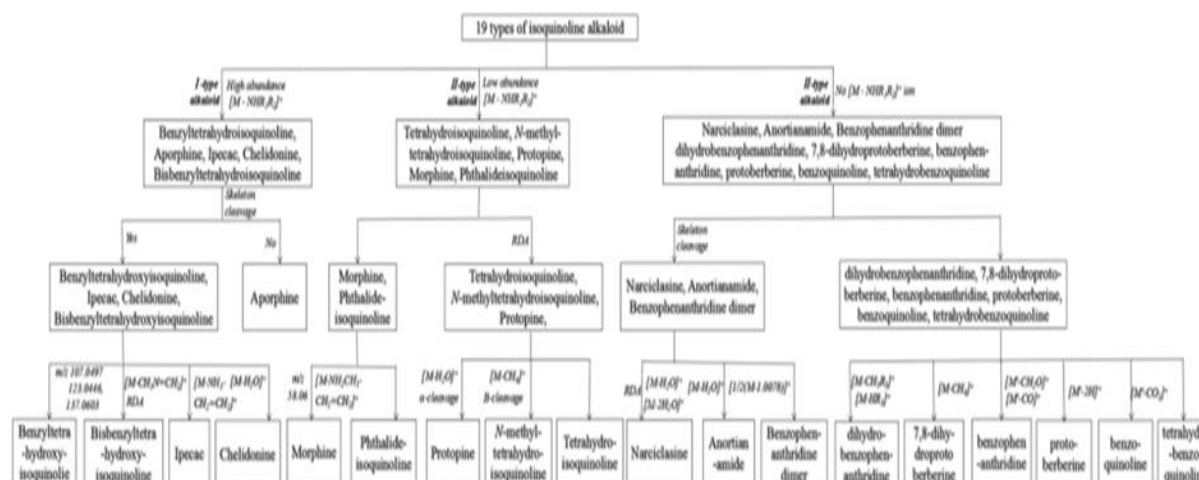 19 types of isoquinoline alkaloid
I-type
alkaloid
High abundance
[M - NHR₁R₂]⁺
II-type
alkaloid
Low abundance
[M - NHR₁R₂]⁺
II-type
alkaloid
No [M - NHR₁R₂]⁺ ion
Benzyltetrahydroisoquinoline,
Aporphine, Ipecac, Chelidonine,
Bisbenzyltetrahydroisoquinoline
Tetrahydroisoquinoline, N-methyl-
tetrahydroisoquinoline, Protopine,
Morphine, Phthalideisoquinoline
Narciclasine, Anortianamide, Benzophenanthridine dimer
dihydrobenzophenanthridine, 7,8-dihydroprotoberberine, benzophen-
anthridine, protoberberine, benzoquinoline, tetrahydrobenzoquinoline
Skeleton
cleavage
Yes
No
RDA
Skeleton
cleavage
Benzyltetrahydroxyisoquinoline,
Ipecac, Chelidonine,
Bisbenzyltetrahydroxyisoquinoline
Aporphine
Morphine,
Phthalide-
isoquinoline
Tetrahydroisoquinoline,
N-methyltetrahydroisoquinoline,
Protopine,
Narciclasine, Anortianamide,
Benzophenanthridine dimer
dihydrobenzophenanthridine, 7,8-dihydroproto-
berberine, benzophenanthridine, protoberberine,
benzoquinoline, tetrahydrobenzoquinoline
m/z 107.0497
123.0446,
137.0603
[M-CH₃N=CH₂]⁺
RDA
[M-NH₃-
CH₂=CH₂]⁺
[M-H₂O]⁺
m/z
58.06
[M-NH₂CH₃-
CH₂=CH₂]⁺
[M-H₂O]⁺
α-cleavage
[M-CH₄]⁺
B-cleavage
RDA
[M-H₂O]⁺
[M-2H₂O]⁺
[M-H₂O]⁺
[1/2(M-1.0078)]⁺
[M-HR₁]⁺
[M-CH₄]⁺
[M-CH₂O]⁺
[M-CO]⁺
[M-2H]⁺
[M-CO₂]⁺
Benzyltetra
-hydroxy-
isoquinolie
Bisbenzyltetra
-hydroxy-
isoquinoline
Ipecac
Chelidonine
Morphine
Phthalide-
isoquinoline
Protopine
N-methyl-
tetrahydro-
isoquinoline
Tetrahydro-
isoquinoline
Narciclasine
Anortian
-amide
Benzophen-
anthridine
dimer
dihydro-
benzophen-
anthridine
7,8-dihy-
droproto
berberine
benzophen
-anthridine
proto-
berberine
benzo-
quinoline
tetrahyd
-benzo
quinolin